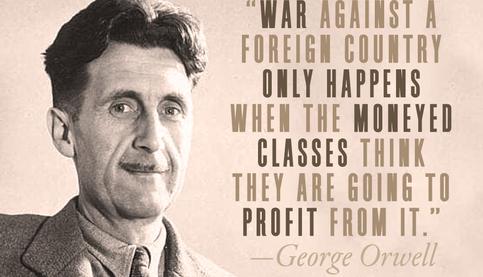 “WAR AGAINST A
FOREIGN COUNTRY
ONLY HAPPENS
WHEN THE MONEYED
CLASSES THINK
THEY ARE GOING TO
PROFIT FROM IT.”
—George Orwell